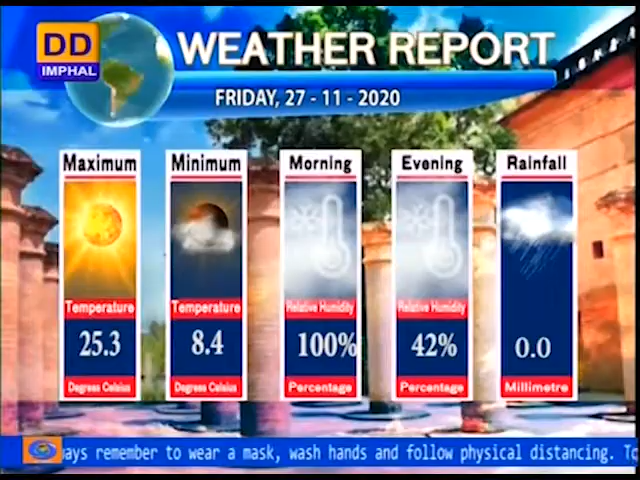 DD
IMPHAL
WEATHER REPORT
FRIDAY, 27 - 11 - 2020
Maximum
Temperature
25.3
Degrees Celsius
Minimum
Temperature
8.4
Degrees Celsius
Morning
Relative Humidity
100%
Percentage
Evening
Relative Humidity
42%
Percentage
Rainfall
0.0
Millimetre
ays remember to wear a mask, wash hands and follow physical distancing. To